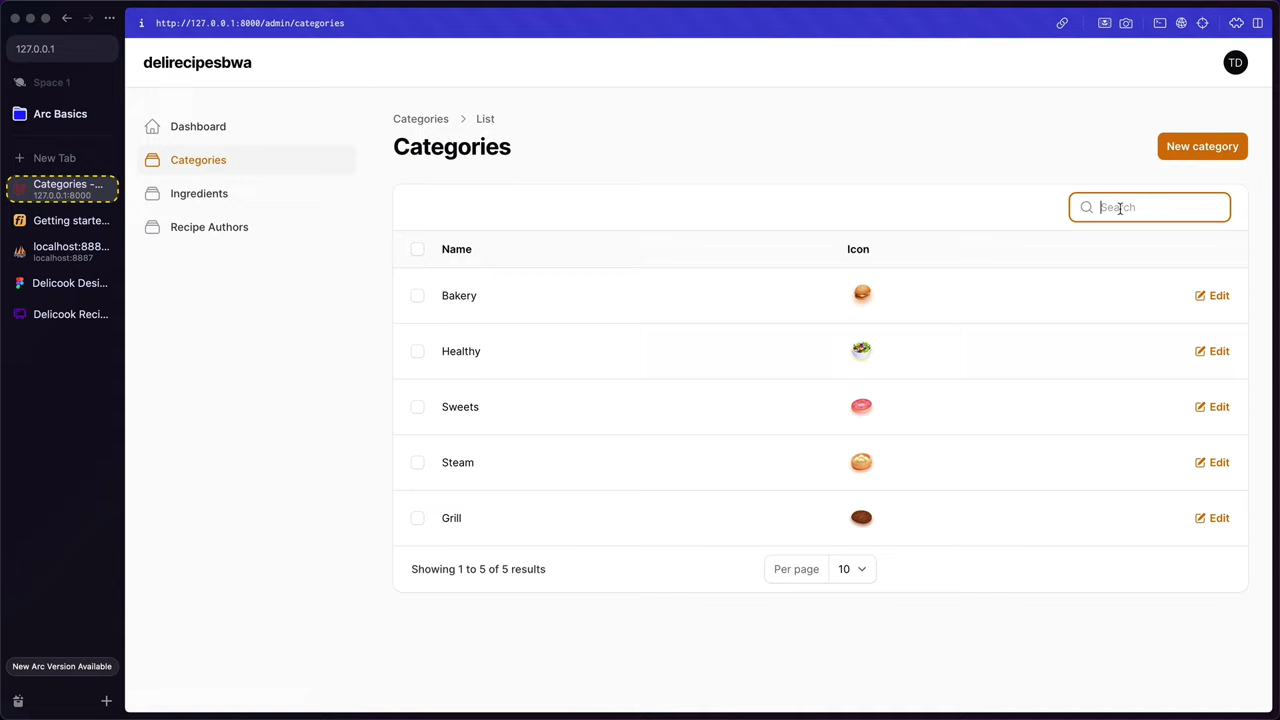 http://127.0.0.1:8000/admin/categories
127.0.0.1
Space 1
Arc Basics
New Tab
Categories -...
127.0.0.1:8000
Getting starte...
localhost:888...
localhost:8887
Delicook Desi...
Delicook Reci...
New Arc Version Available
delirecipesbwa
TD
Dashboard
Categories
Ingredients
Recipe Authors
Categories > List
Categories
New category
Search
Name Icon
Bakery Edit
Healthy Edit
Sweets Edit
Steam Edit
Grill Edit
Showing 1 to 5 of 5 results
Per page 10